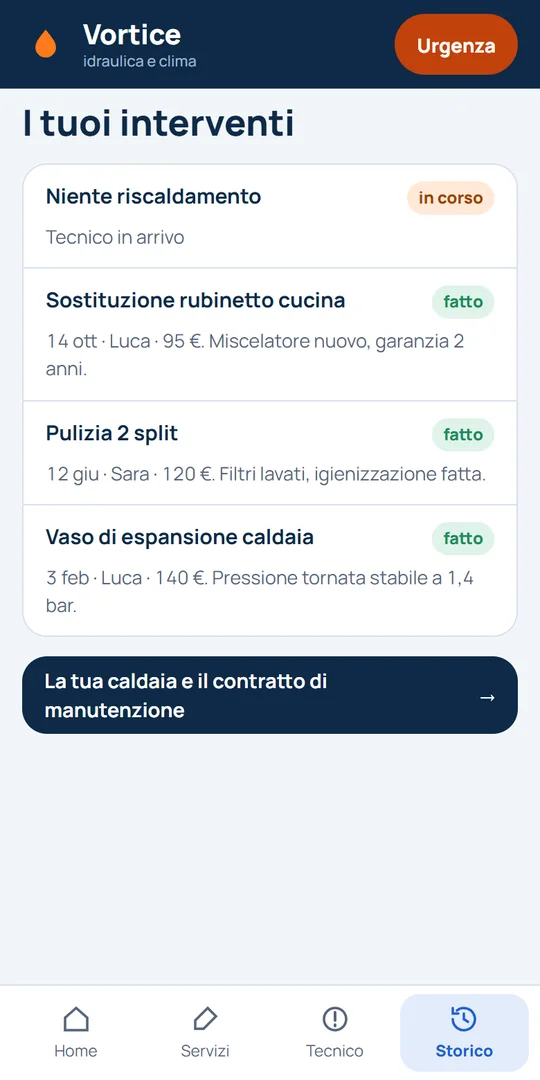 Vortice
idraulica e clima
Urgenza
I tuoi interventi
Niente riscaldamento
in corso
Tecnico in arrivo
Sostituzione rubinetto cucina
fatto
14 ott · Luca · 95 €. Miscelatore nuovo, garanzia 2
anni.
Pulizia 2 split
fatto
12 giu · Sara · 120 €. Filtri lavati, igienizzazione fatta.
Vaso di espansione caldaia
fatto
3 feb · Luca · 140 €. Pressione tornata stabile a 1,4
bar.
La tua caldaia e il contratto di
manutenzione
→
Home
Servizi
Tecnico
Storico